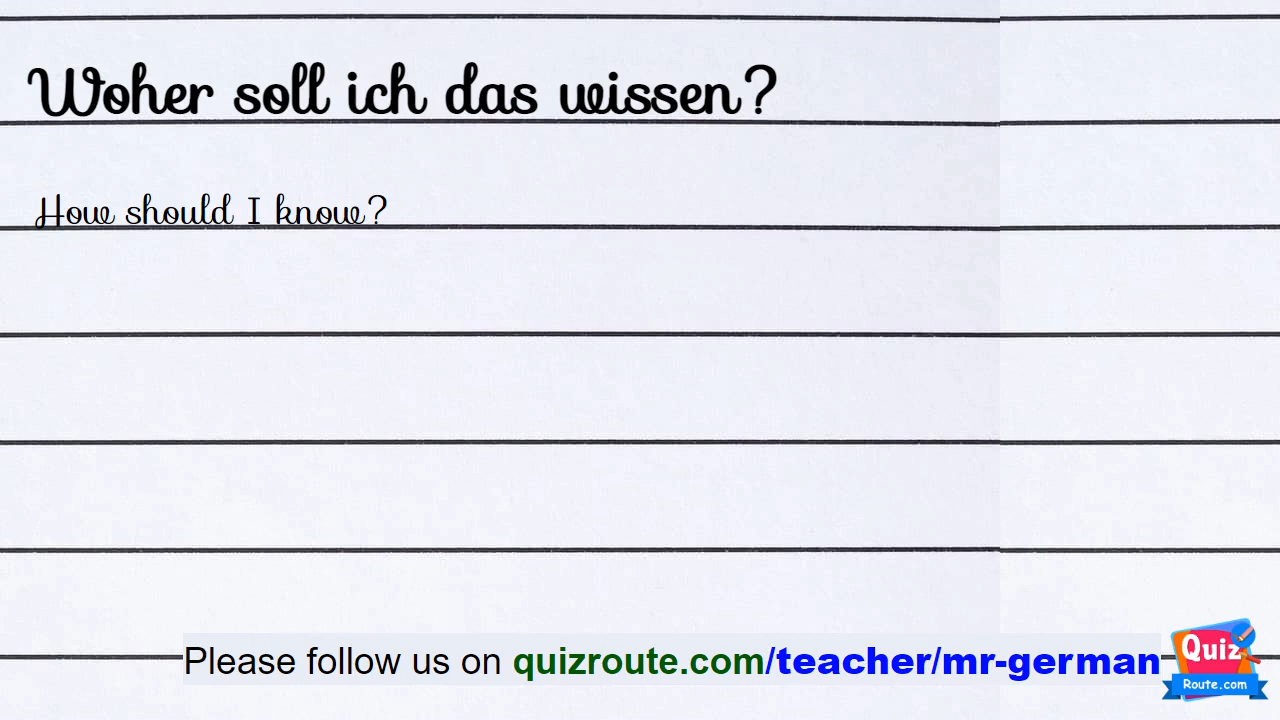 Woher soll ich das wissen?
How should I know?
Please follow us on quizroute.com/teacher/mr-german
Quiz
Route.com